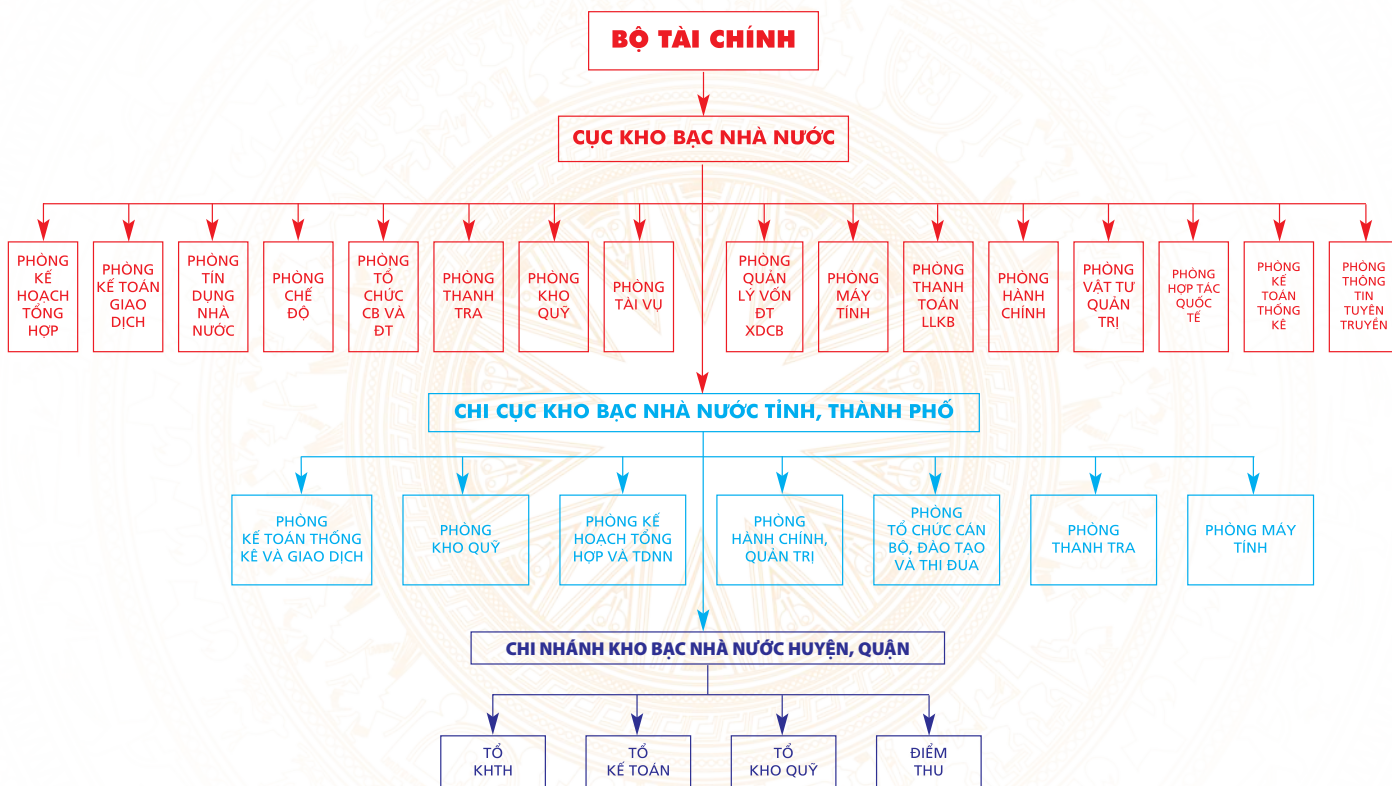 BỘ TÀI CHÍNH
CỤC KHO BẠC NHÀ NƯỚC
PHÒNG
KẾ
HOẠCH
TỔNG
HỢP
PHÒNG
KẾ TOÁN
GIAO
DỊCH
PHÒNG
TÍN
DỤNG
NHÀ
NƯỚC
PHÒNG
CHẾ
ĐỘ
PHÒNG
TỔ
CHỨC
CB VÀ
ĐT
PHÒNG
THANH
TRA
PHÒNG
KHO
QUỸ
PHÒNG
TÀI VỤ
PHÒNG
QUẢN
LÝ VỐN
ĐT
XDCB
PHÒNG
MÁY
TÍNH
PHÒNG
THANH
TOÁN
LLKB
PHÒNG
HÀNH
CHÍNH
PHÒNG
VẬT TƯ
QUẢN
TRỊ
PHÒNG
HỢP TÁC
QUỐC
TẾ
PHÒNG
KẾ
TOÁN
THỐNG
KÊ
PHÒNG
THÔNG
TIN
TUYÊN
TRUYỀN
CHI CỤC KHO BẠC NHÀ NƯỚC TỈNH, THÀNH PHỐ
PHÒNG
KẾ TOÁN THỐNG
KÊ VÀ GIAO DỊCH
PHÒNG
KHO QUỸ
PHÒNG KẾ
HOẠCH TỔNG
HỢP VÀ TDNN
PHÒNG
HÀNH CHÍNH,
QUẢN TRỊ
PHÒNG
TỔ CHỨC CÁN
BỘ, ĐÀO TẠO
VÀ THI ĐUA
PHÒNG
THANH TRA
PHÒNG MÁY
TÍNH
CHI NHÁNH KHO BẠC NHÀ NƯỚC HUYỆN, QUẬN
TỔ
KHTH
TỔ
KẾ TOÁN
TỔ
KHO QUỸ
ĐIỂM
THU